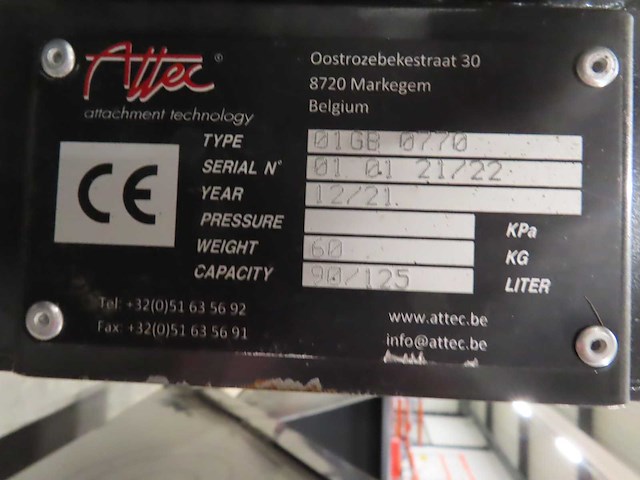 Attec®
attachment technology
Oostrozebekestraat 30
8720 Markegem
Belgium
CE
TYPE 01GB 0770
SERIAL N° 01 01 21/22
YEAR 12/21
PRESSURE KPa
WEIGHT 60 KG
CAPACITY 90/125 LITER
Tel: +32(0)51 63 56 92
Fax: +32(0)51 63 56 91
www.attec.be
info@attec.be